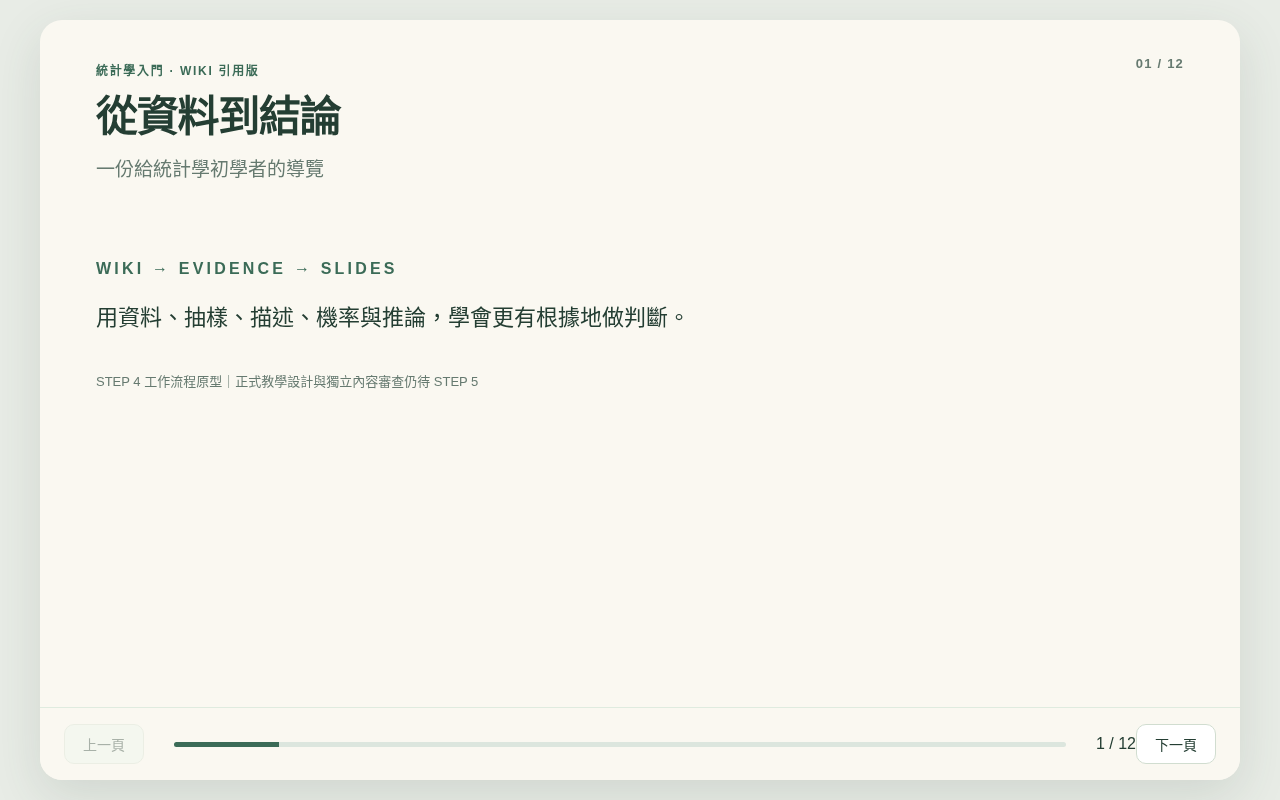 統計學入門 · WIKI 引用版
01 / 12
從資料到結論
一份給統計學初學者的導覽
WIKI → EVIDENCE → SLIDES
用資料、抽樣、描述、機率與推論，學會更有根據地做判斷。
STEP 4 工作流程原型｜正式教學設計與獨立內容審查仍待 STEP 5
上一頁
1 / 12
下一頁